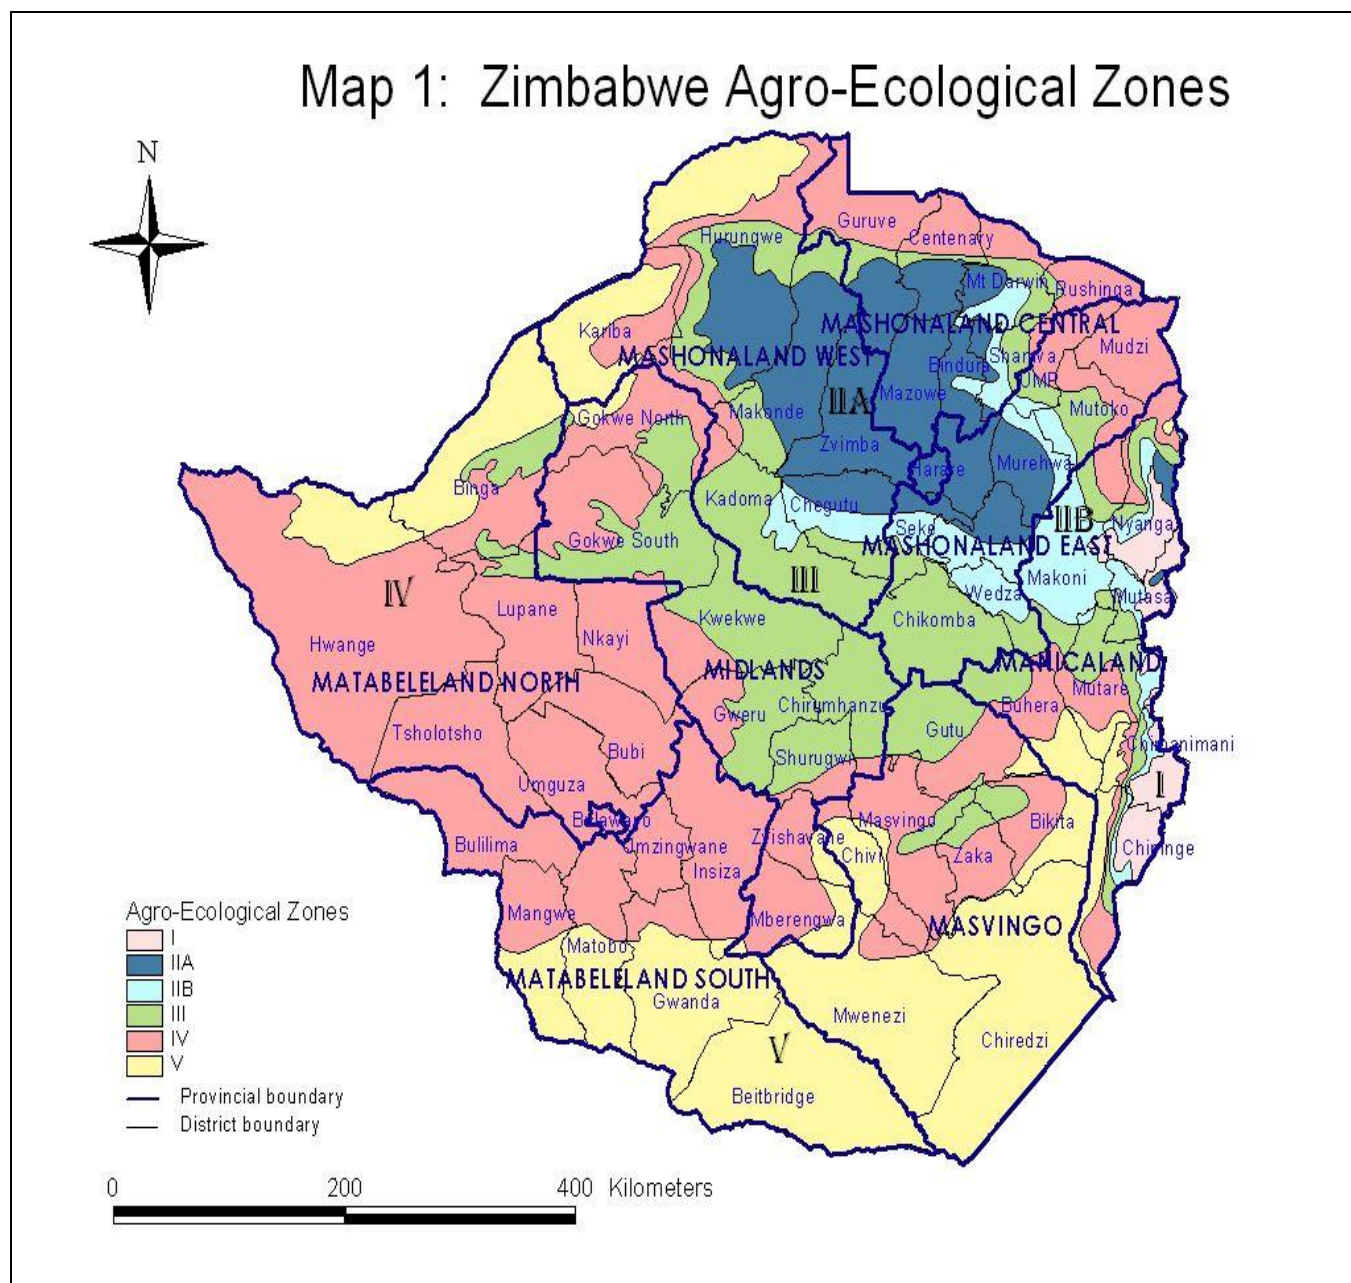 Map 1: Zimbabwe Agro-Ecological Zones
N
Guruve
Hurungwe
Centenary
Mt Darwin
Rushinga
MASHONALAND CENTRAL
Kariba
MASHONALAND WEST
Mudzi
Shamva
Bindura
UMP
Mazowe
IIA
Makonde
Mutoko
Gokwe North
Zvimba
Harare
Murehwa
Binga
Kadoma
Chegutu
IIB
Nyanga
Seke
Gokwe South
MASHONALAND EAST
III
Makoni
IV
Wedza
Mutasa
Lupane
Kwekwe
Chikomba
Nkayi
Hwange
MIDLANDS
MANICALAND
MATABELELAND NORTH
Mutare
Chirumhanzu
Buhera
Gweru
Tsholotsho
Gutu
Chimanimani
Bubi
Shurugwi
Umguza
I
Bulawayo
Masvingo
Bikita
Zvishavane
Bulilima
Umzingwane
Chivi
Zaka
Chipinge
Insiza
Mangwe
Mberengwa
MASVINGO
Matobo
MATABELELAND SOUTH
Gwanda
Mwenezi
Chiredzi
V
Beitbridge
Agro-Ecological Zones
I
IIA
IIB
III
IV
V
Provincial boundary
District boundary
0 200 400 Kilometers